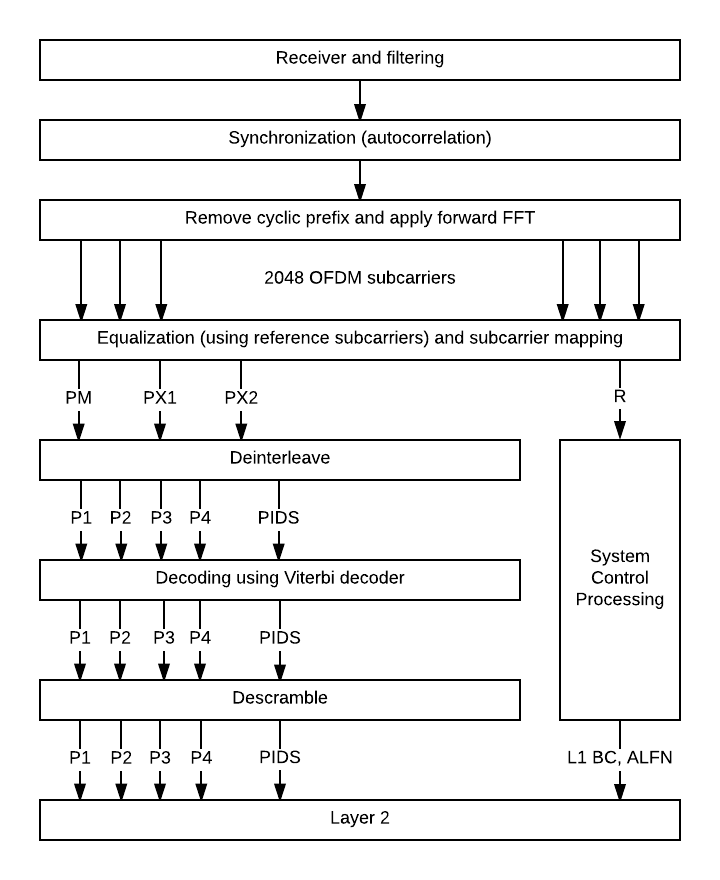 Receiver and filtering
Synchronization (autocorrelation)
Remove cyclic prefix and apply forward FFT
2048 OFDM subcarriers
Equalization (using reference subcarriers) and subcarrier mapping
PM PX1 PX2 R
Deinterleave
P1 P2 P3 P4 PIDS
Decoding using Viterbi decoder
System
Control
Processing
P1 P2 P3 P4 PIDS
Descramble
P1 P2 P3 P4 PIDS L1 BC, ALFN
Layer 2